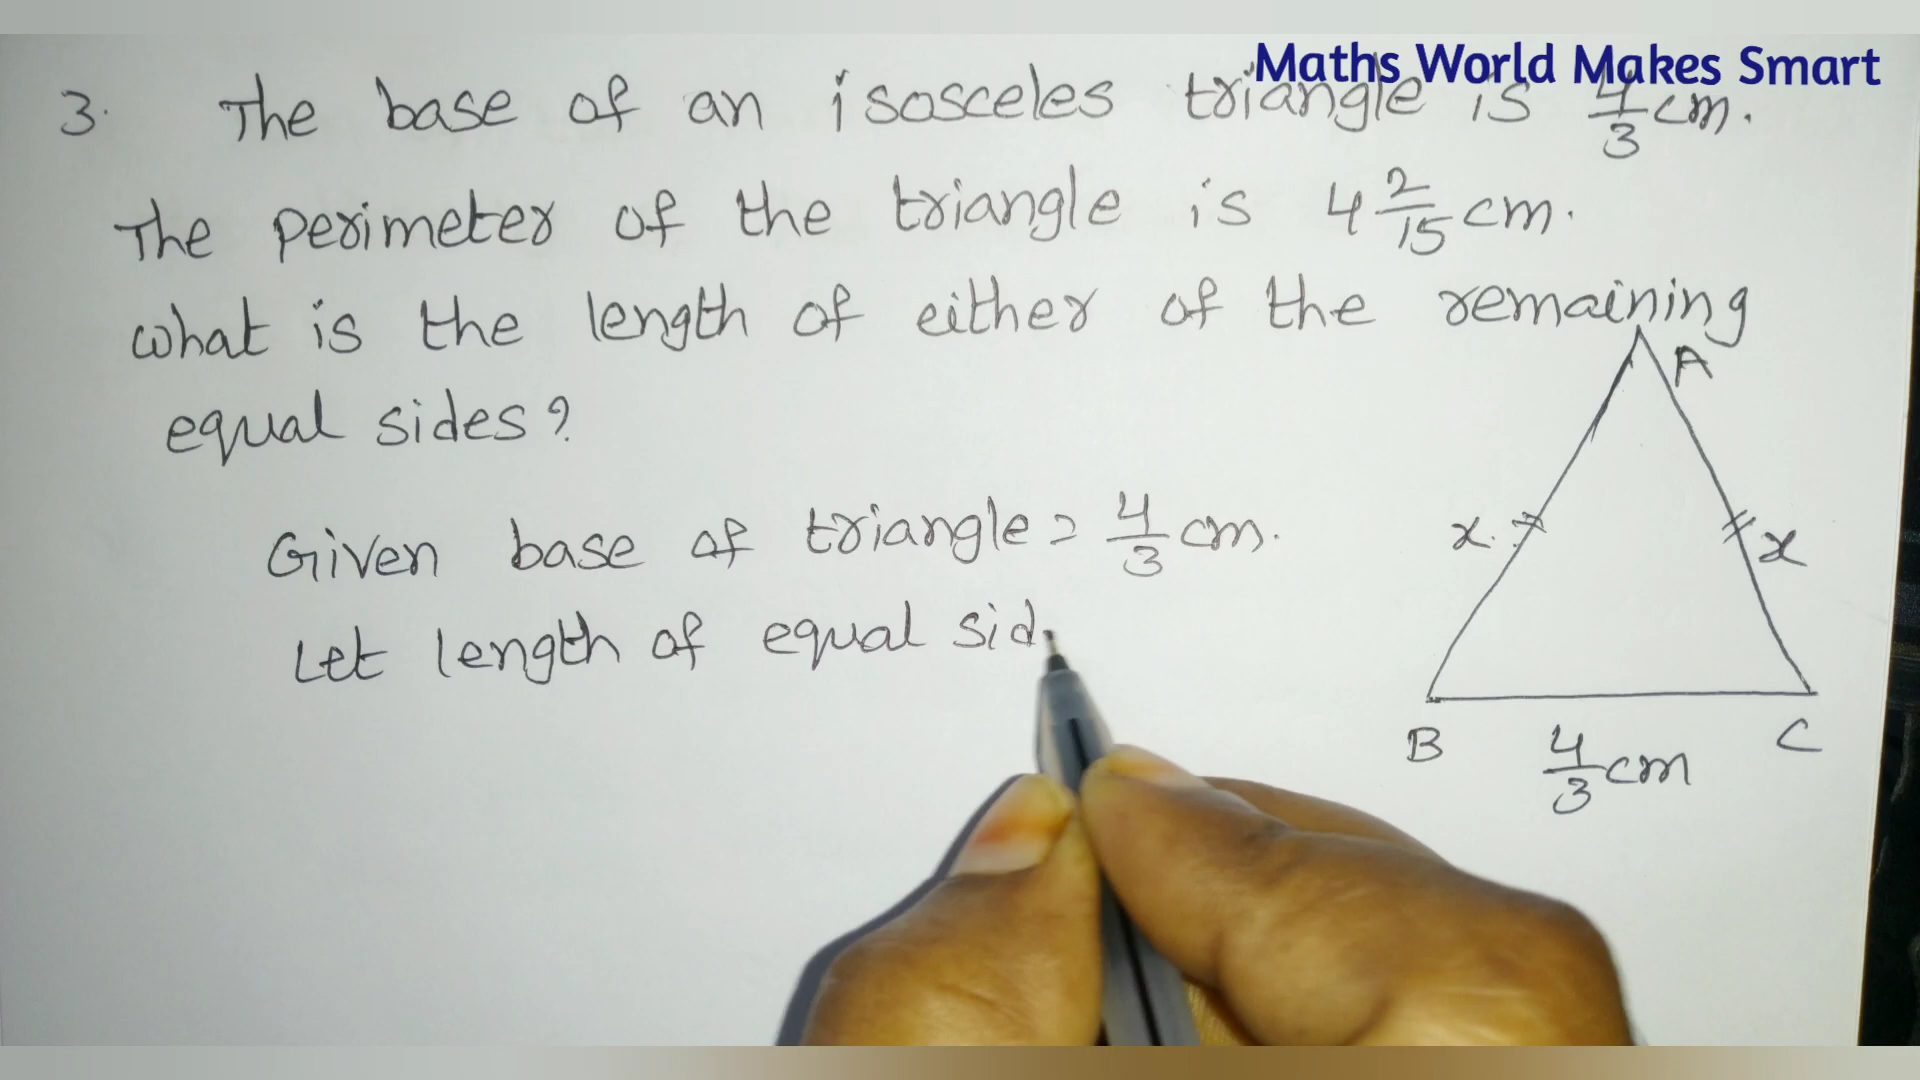 Maths World Makes Smart
3. The base of an isosceles triangle is 4/3 cm.
The perimeter of the triangle is 4 2/15 cm.
what is the length of either of the remaining
equal sides?
Given base of triangle = 4/3 cm.
Let length of equal sid
A
x
x
B
C
4/3 cm